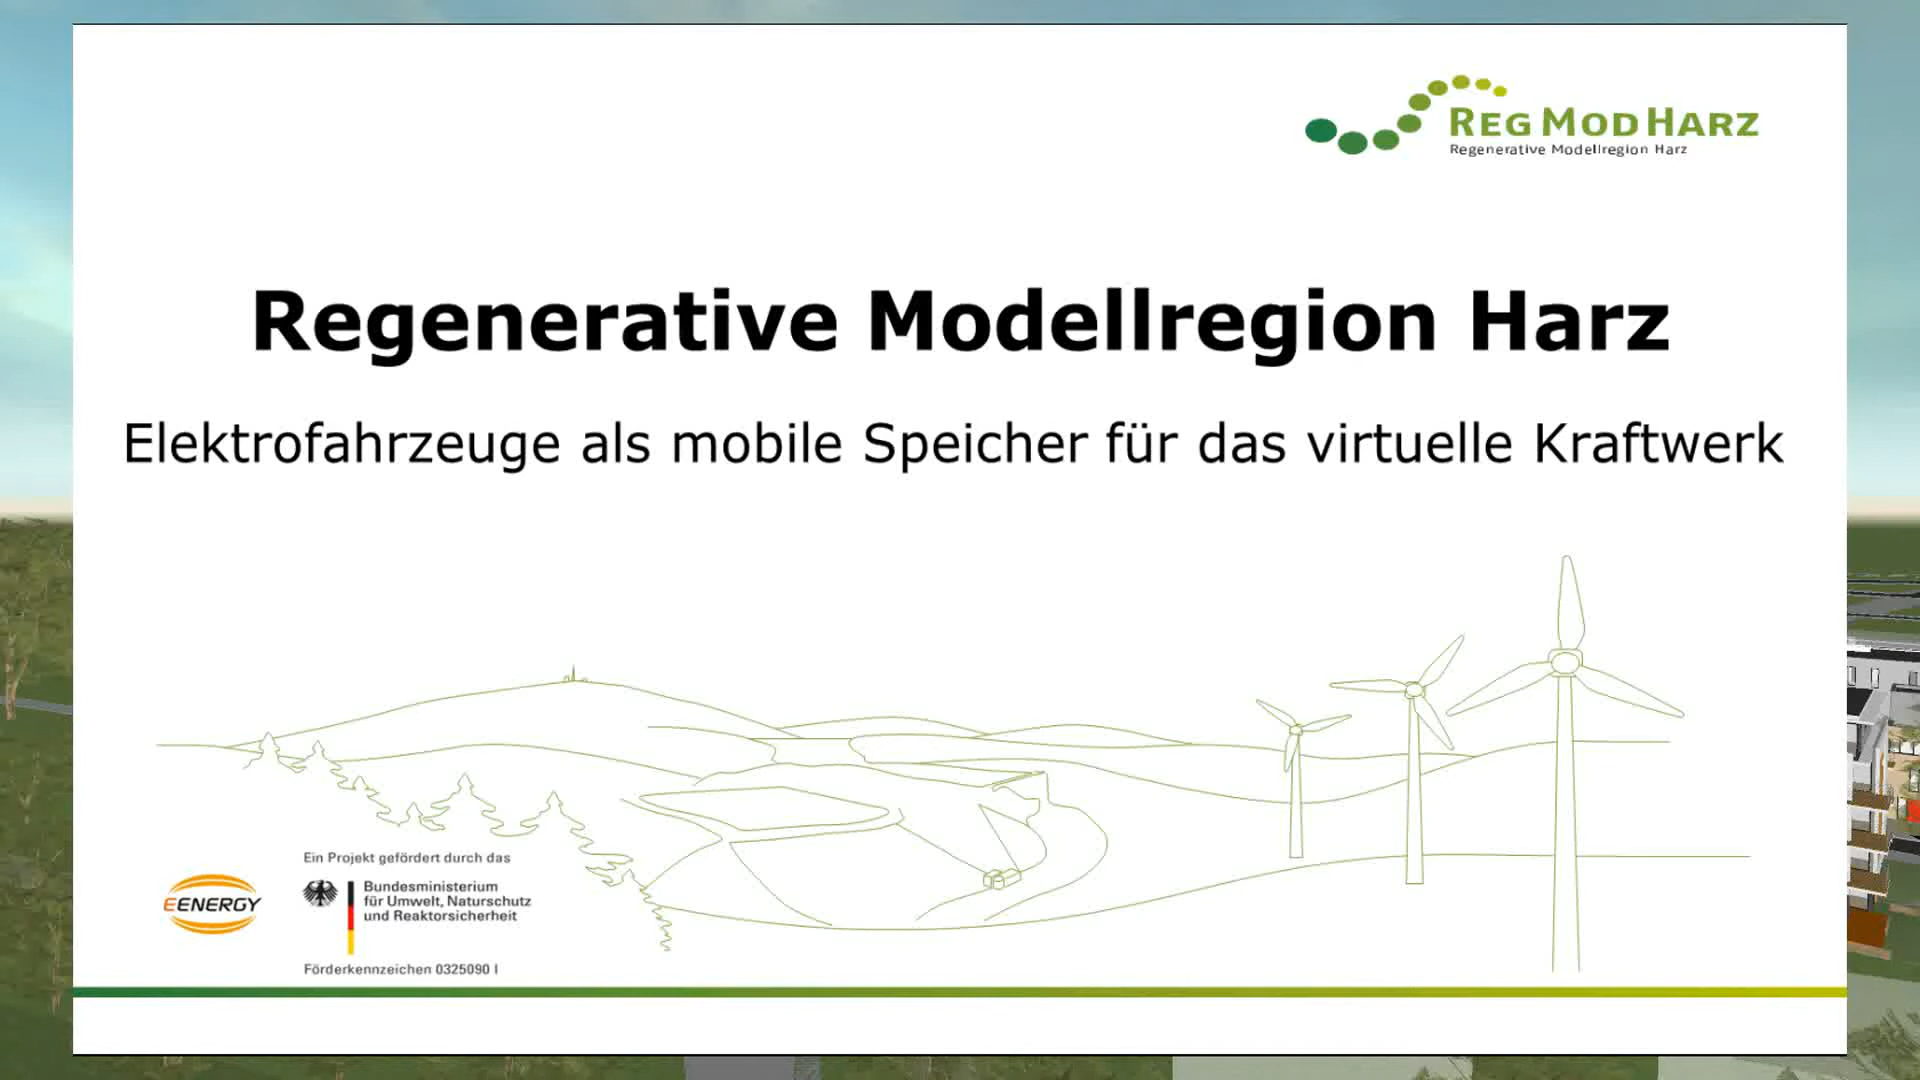 REG MOD HARZ
Regenerative Modellregion Harz
Regenerative Modellregion Harz
Elektrofahrzeuge als mobile Speicher für das virtuelle Kraftwerk
Ein Projekt gefördert durch das
EENERGY
Bundesministerium
für Umwelt, Naturschutz
und Reaktorsicherheit
Förderkennzeichen 0325090 I